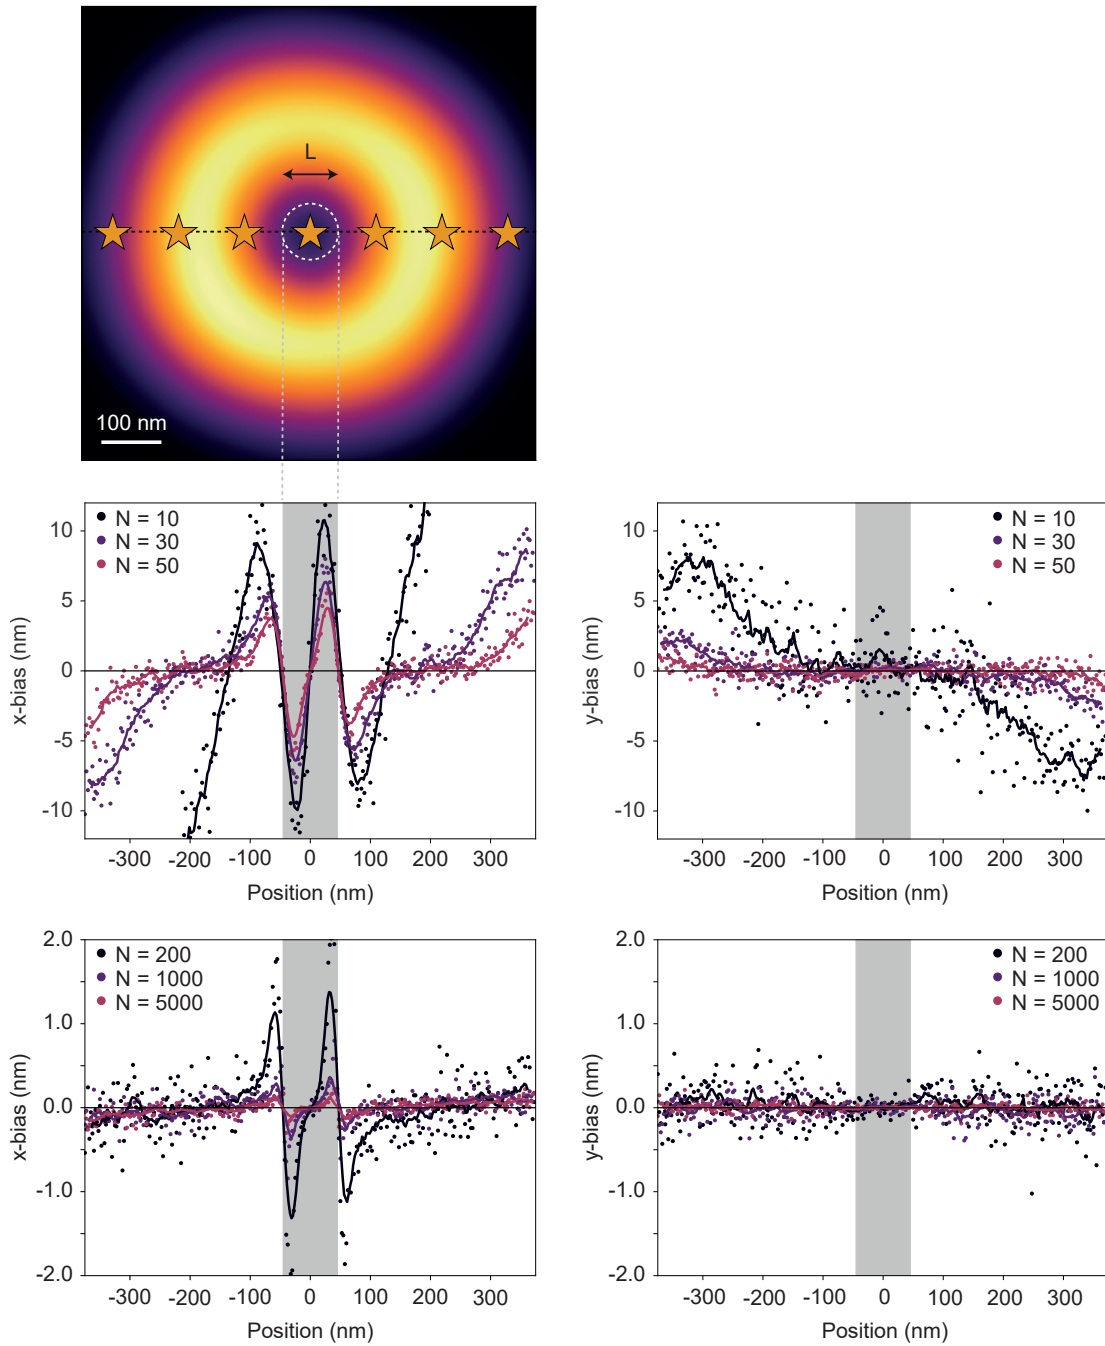 L
100 nm
N = 10
N = 30
N = 50
10
5
0
-5
-10
x-bias (nm)
-300 -200 -100 0 100 200 300
Position (nm)
N = 10
N = 30
N = 50
10
5
0
-5
-10
y-bias (nm)
-300 -200 -100 0 100 200 300
Position (nm)
N = 200
N = 1000
N = 5000
2.0
1.0
0.0
-1.0
-2.0
x-bias (nm)
-300 -200 -100 0 100 200 300
Position (nm)
N = 200
N = 1000
N = 5000
2.0
1.0
0.0
-1.0
-2.0
y-bias (nm)
-300 -200 -100 0 100 200 300
Position (nm)